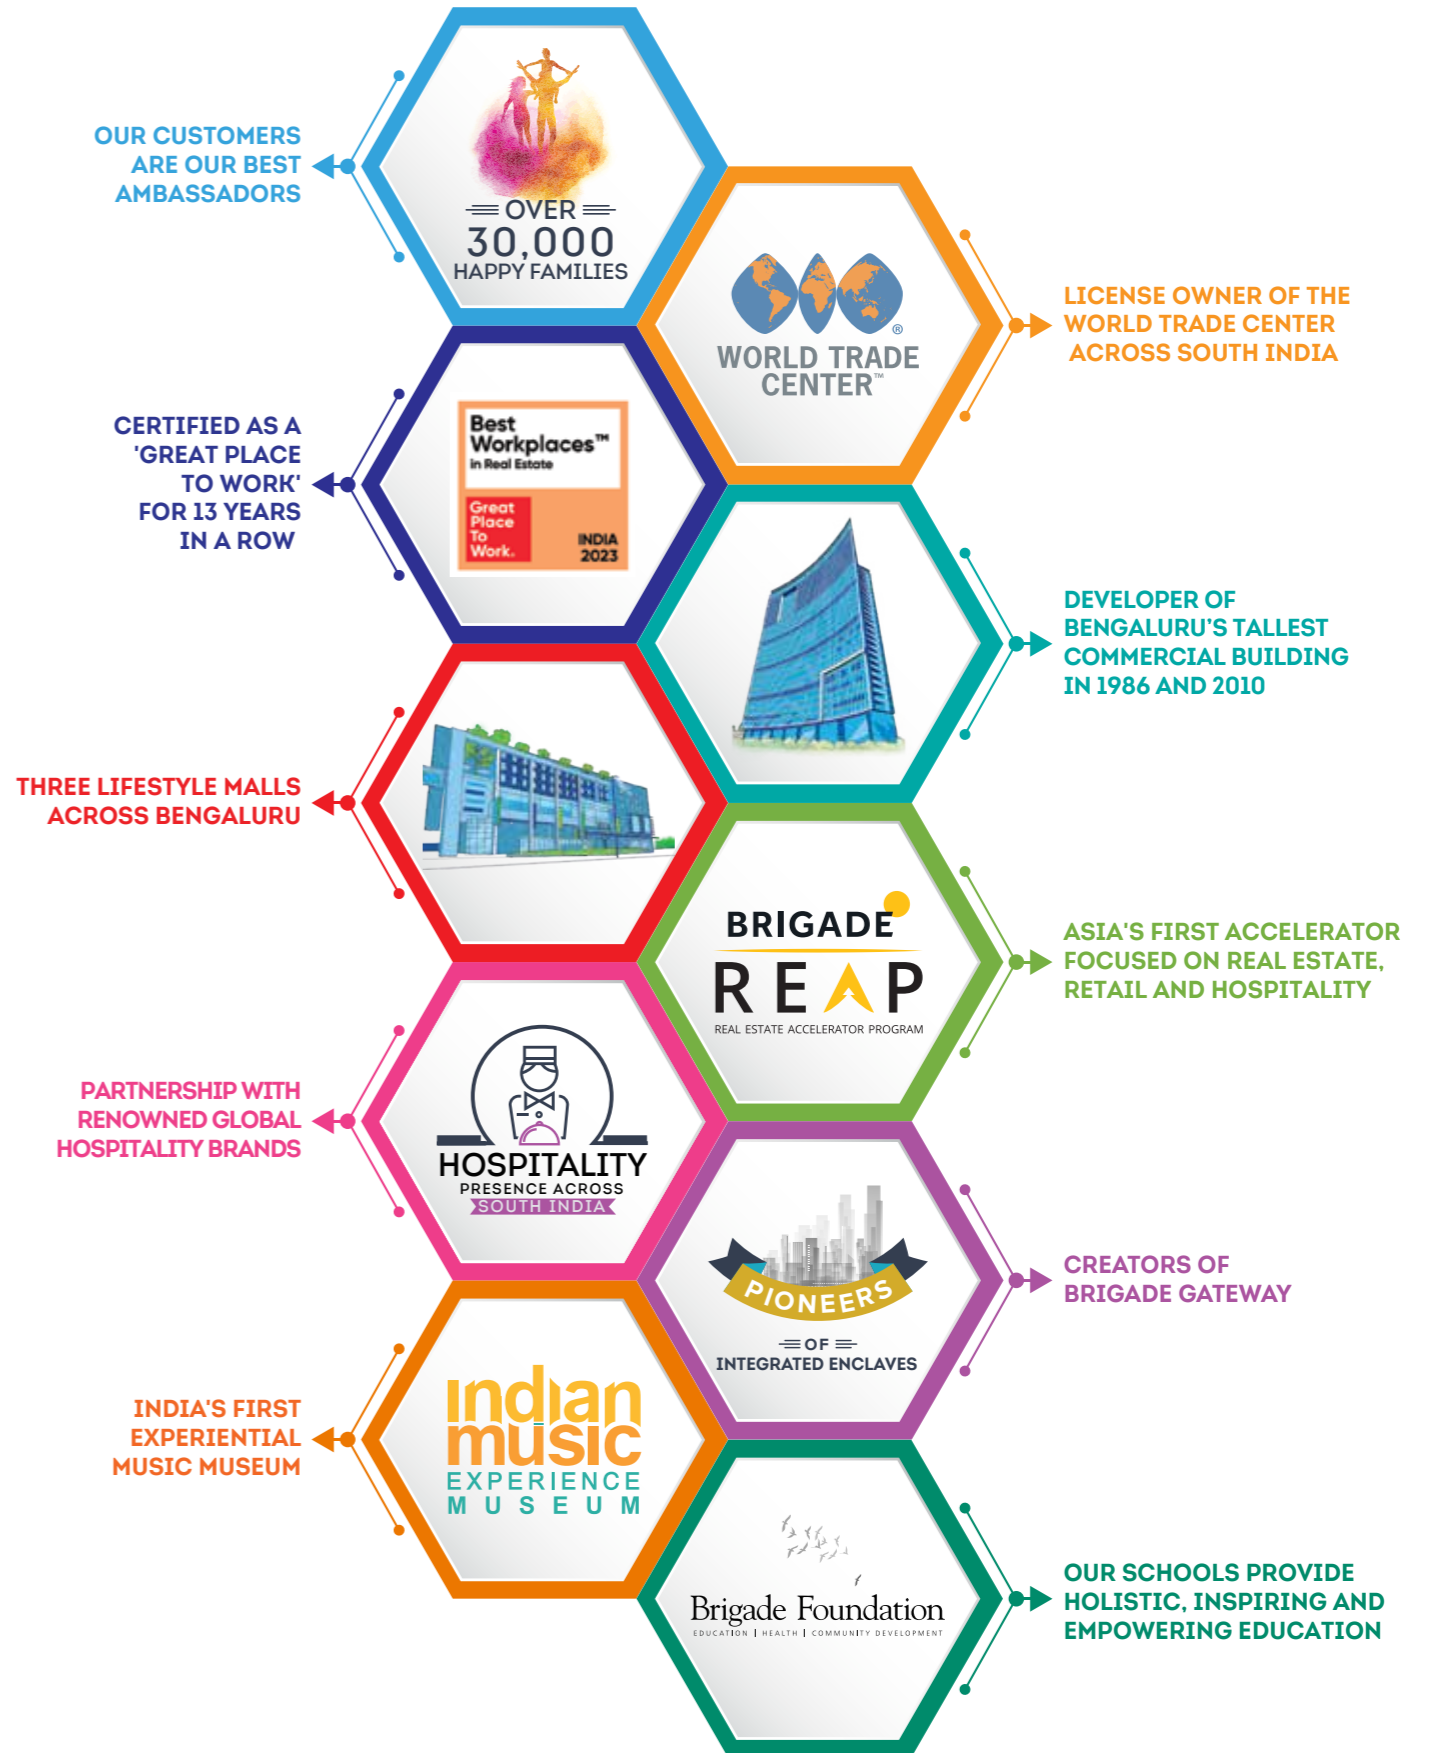 OUR CUSTOMERS
ARE OUR BEST
AMBASSADORS
OVER
30,000
HAPPY FAMILIES
WORLD TRADE
CENTER™
®
LICENSE OWNER OF THE
WORLD TRADE CENTER
ACROSS SOUTH INDIA
CERTIFIED AS A
'GREAT PLACE
TO WORK'
FOR 13 YEARS
IN A ROW
Best
Workplaces™
in Real Estate
Great
Place
To
Work.
INDIA
2023
DEVELOPER OF
BENGALURU’S TALLEST
COMMERCIAL BUILDING
IN 1986 AND 2010
THREE LIFESTYLE MALLS
ACROSS BENGALURU
BRIGADE
REAP
REAL ESTATE ACCELERATOR PROGRAM
ASIA'S FIRST ACCELERATOR
FOCUSED ON REAL ESTATE,
RETAIL AND HOSPITALITY
PARTNERSHIP WITH
RENOWNED GLOBAL
HOSPITALITY BRANDS
HOSPITALITY
PRESENCE ACROSS
SOUTH INDIA
PIONEERS
OF
INTEGRATED ENCLAVES
CREATORS OF
BRIGADE GATEWAY
INDIA'S FIRST
EXPERIENTIAL
MUSIC MUSEUM
indian
music
EXPERIENCE
MUSEUM
Brigade Foundation
EDUCATION | HEALTH | COMMUNITY DEVELOPMENT
OUR SCHOOLS PROVIDE
HOLISTIC, INSPIRING AND
EMPOWERING EDUCATION